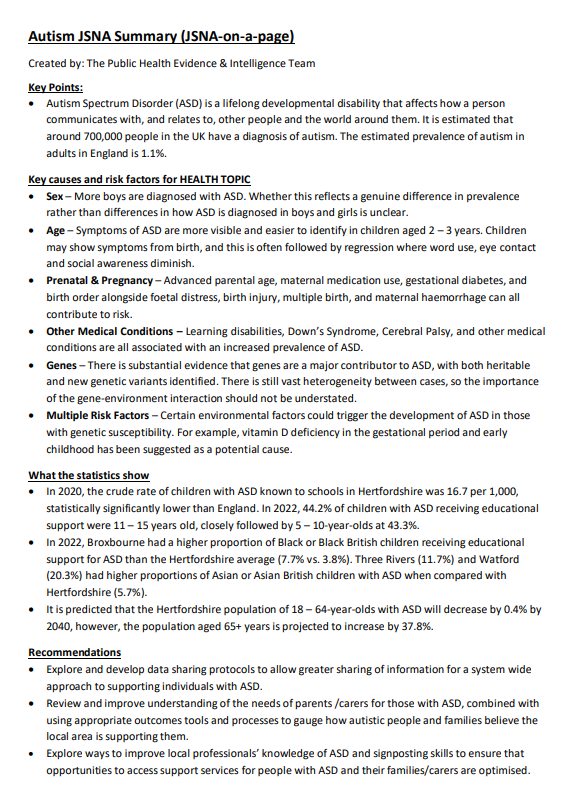 Autism JSNA Summary (JSNA-on-a-page)
Created by: The Public Health Evidence & Intelligence Team
Key Points:
• Autism Spectrum Disorder (ASD) is a lifelong developmental disability that affects how a person
communicates with, and relates to, other people and the world around them. It is estimated that
around 700,000 people in the UK have a diagnosis of autism. The estimated prevalence of autism in
adults in England is 1.1%.
Key causes and risk factors for HEALTH TOPIC
• Sex – More boys are diagnosed with ASD. Whether this reflects a genuine difference in prevalence
rather than differences in how ASD is diagnosed in boys and girls is unclear.
• Age – Symptoms of ASD are more visible and easier to identify in children aged 2 – 3 years. Children
may show symptoms from birth, and this is often followed by regression where word use, eye contact
and social awareness diminish.
• Prenatal & Pregnancy – Advanced parental age, maternal medication use, gestational diabetes, and
birth order alongside foetal distress, birth injury, multiple birth, and maternal haemorrhage can all
contribute to risk.
• Other Medical Conditions – Learning disabilities, Down's Syndrome, Cerebral Palsy, and other medical
conditions are all associated with an increased prevalence of ASD.
• Genes – There is substantial evidence that genes are a major contributor to ASD, with both heritable
and new genetic variants identified. There is still vast heterogeneity between cases, so the importance
of the gene-environment interaction should not be understated.
• Multiple Risk Factors – Certain environmental factors could trigger the development of ASD in those
with genetic susceptibility. For example, vitamin D deficiency in the gestational period and early
childhood has been suggested as a potential cause.
What the statistics show
• In 2020, the crude rate of children with ASD known to schools in Hertfordshire was 16.7 per 1,000,
statistically significantly lower than England. In 2022, 44.2% of children with ASD receiving educational
support were 11 – 15 years old, closely followed by 5 – 10-year-olds at 43.3%.
• In 2022, Broxbourne had a higher proportion of Black or Black British children receiving educational
support for ASD than the Hertfordshire average (7.7% vs. 3.8%). Three Rivers (11.7%) and Watford
(20.3%) had higher proportions of Asian or Asian British children with ASD when compared with
Hertfordshire (5.7%).
• It is predicted that the Hertfordshire population of 18 – 64-year-olds with ASD will decrease by 0.4% by
2040, however, the population aged 65+ years is projected to increase by 37.8%.
Recommendations
• Explore and develop data sharing protocols to allow greater sharing of information for a system wide
approach to supporting individuals with ASD.
• Review and improve understanding of the needs of parents /carers for those with ASD, combined with
using appropriate outcomes tools and processes to gauge how autistic people and families believe the
local area is supporting them.
• Explore ways to improve local professionals' knowledge of ASD and signposting skills to ensure that
opportunities to access support services for people with ASD and their families/carers are optimised.